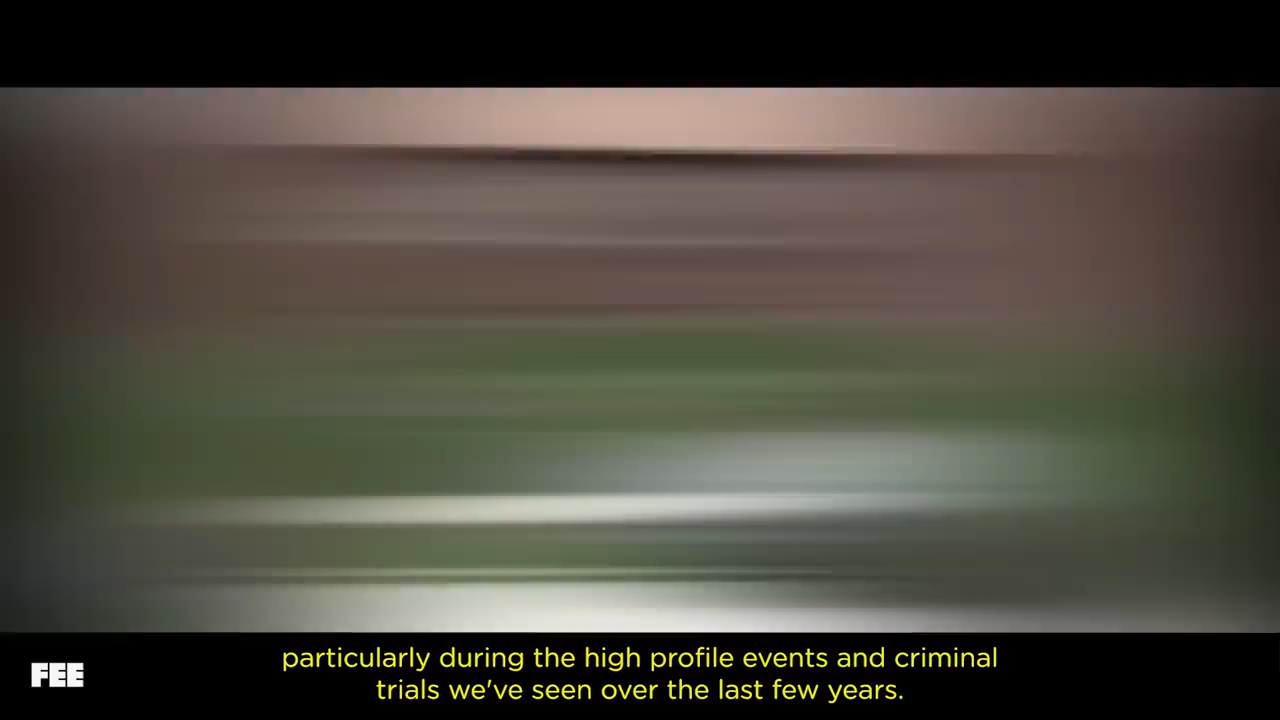 particularly during the high profile events and criminal
trials we've seen over the last few years.
FEE